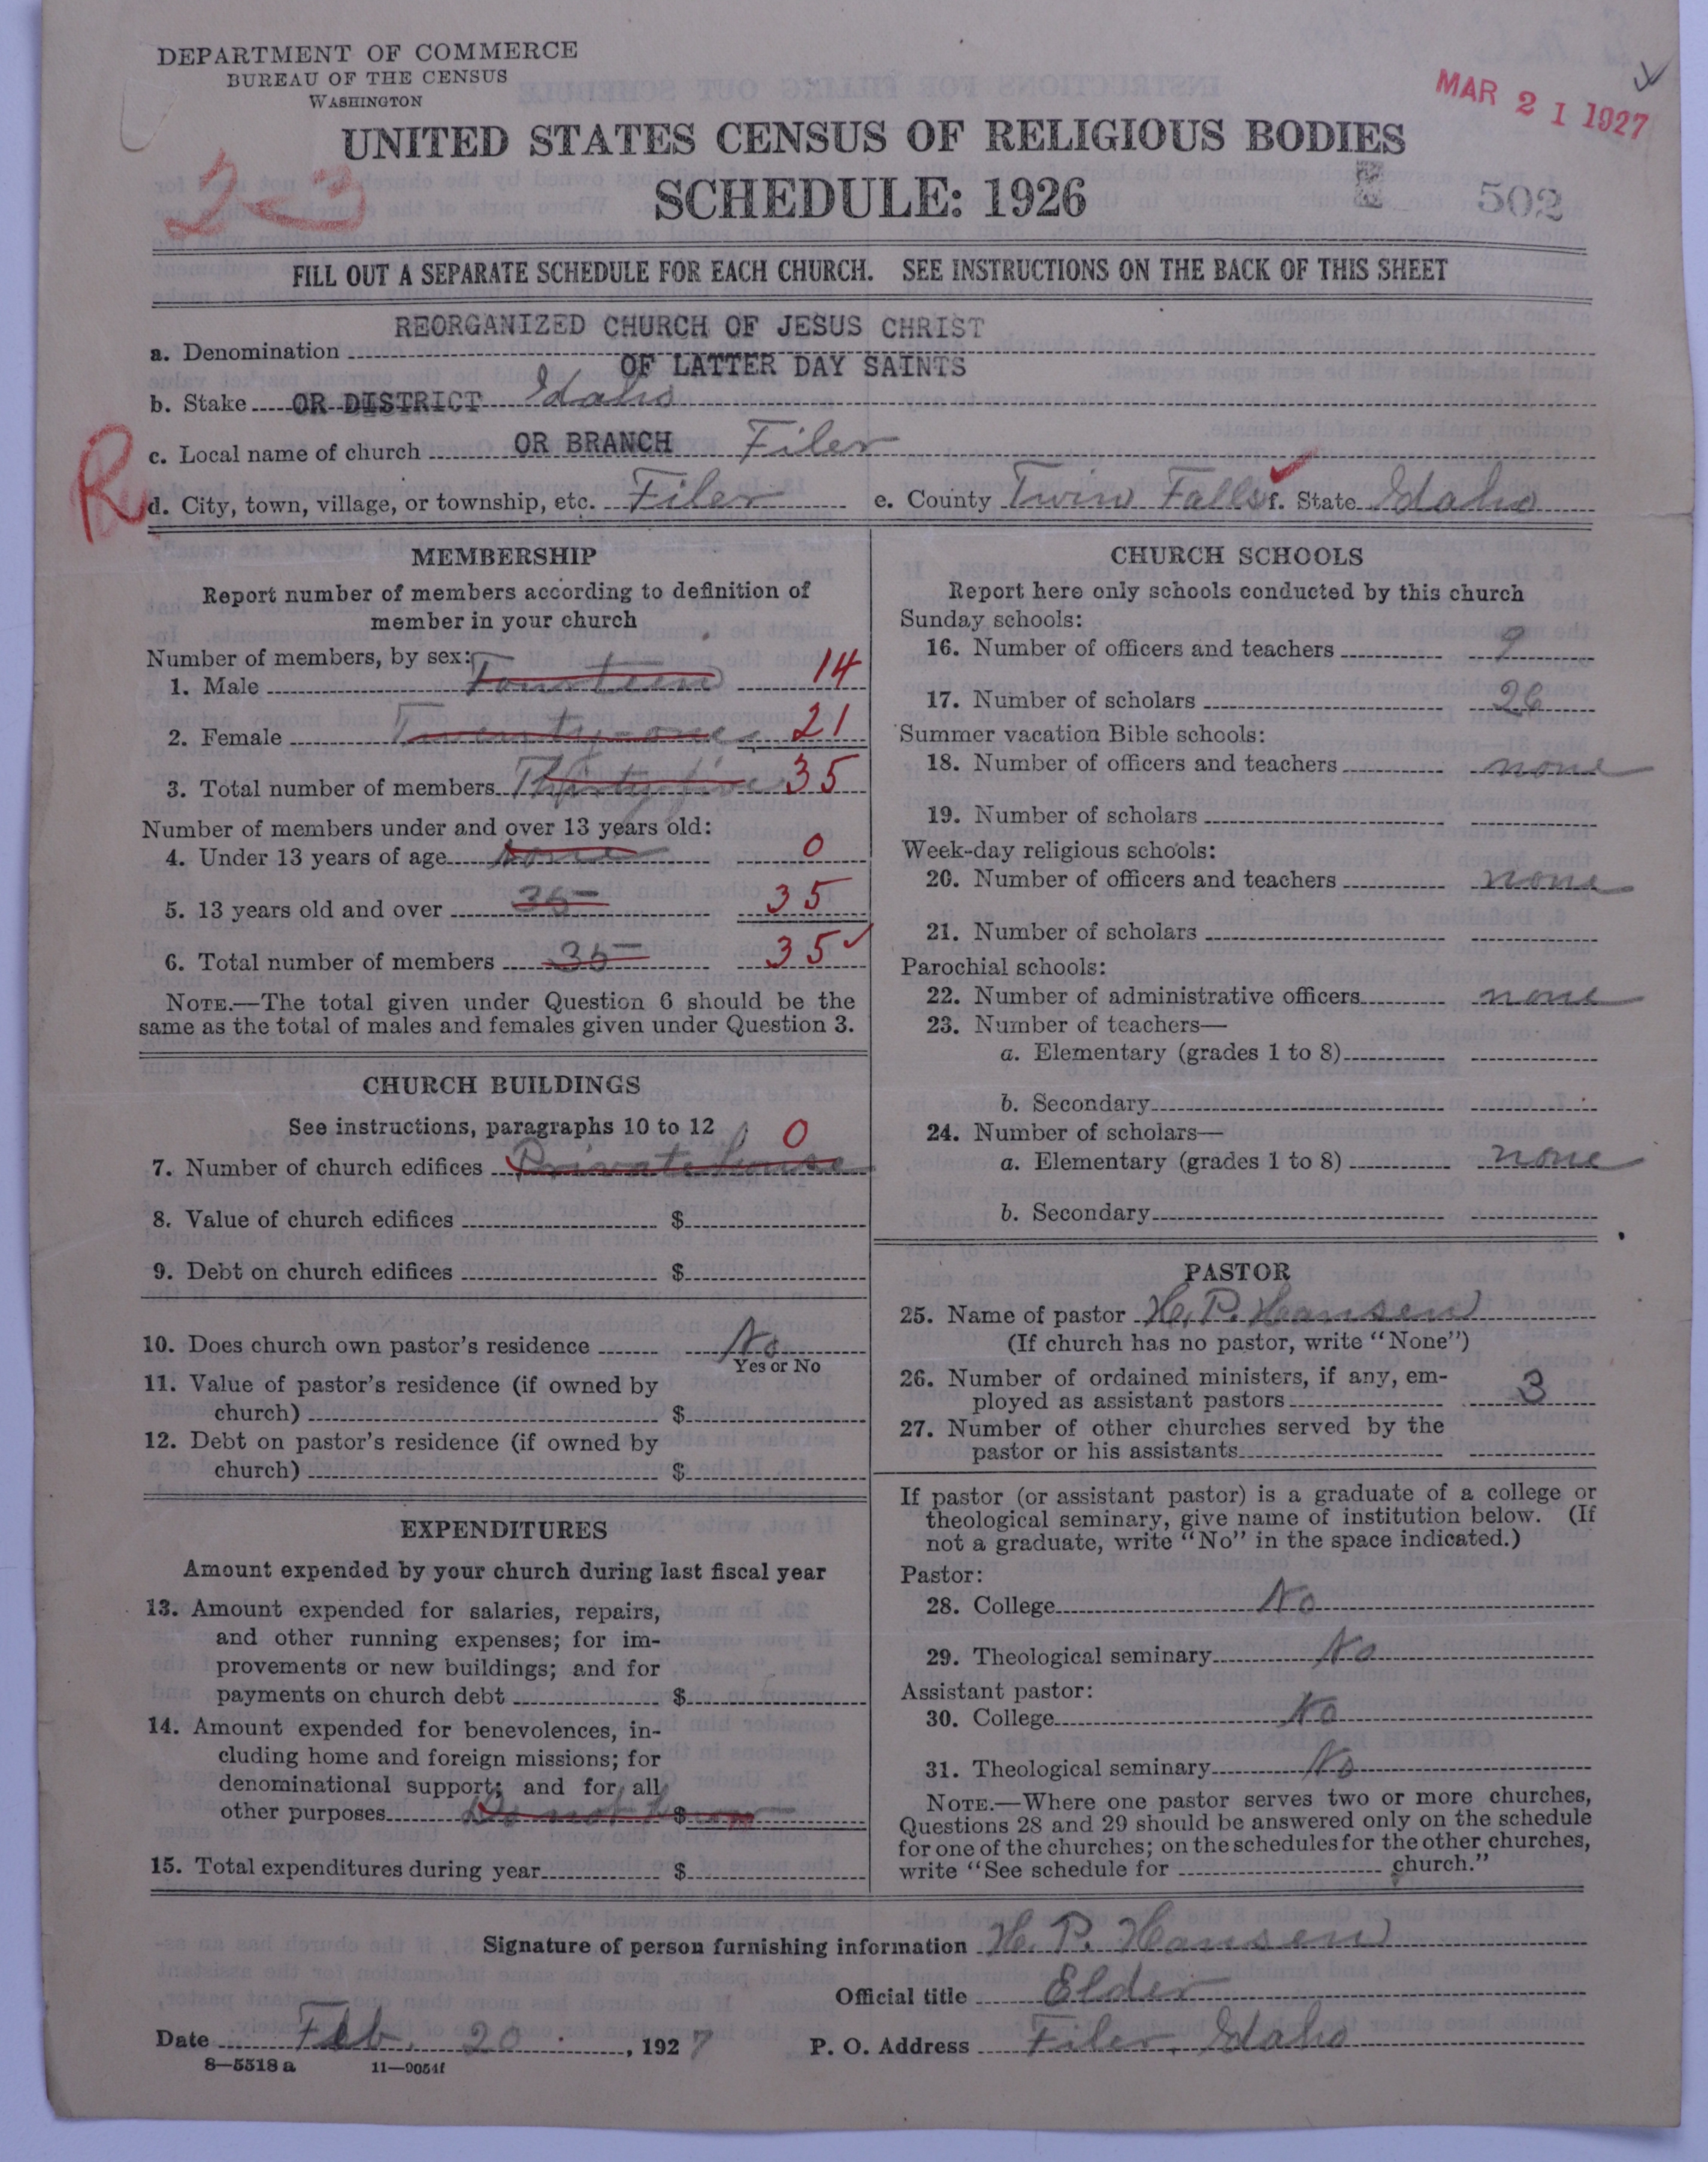 DEPARTMENT OF COMMERCE
BUREAU OF THE CENSUS
WASHINGTON
MAR 21 1927
UNITED STATES CENSUS OF RELIGIOUS BODIES
SCHEDULE: 1926
502
23
FILL OUT A SEPARATE SCHEDULE FOR EACH CHURCH. SEE INSTRUCTIONS ON THE BACK OF THIS SHEET
REORGANIZED CHURCH OF JESUS CHRIST
a. Denomination
OF LATTER DAY SAINTS
b. Stake OR DISTRICT Idaho
c. Local name of church OR BRANCH Filer
R
d. City, town, village, or township, etc. Filer e. County Twin Falls f. State Idaho
MEMBERSHIP
Report number of members according to definition of
member in your church
Number of members, by sex:
1. Male Fourteen 14
2. Female Twenty-one 21
3. Total number of members Thirty five 35
Number of members under and over 13 years old:
4. Under 13 years of age None 0
5. 13 years old and over 35 35
6. Total number of members 35 35
NOTE.—The total given under Question 6 should be the
same as the total of males and females given under Question 3.
CHURCH BUILDINGS
See instructions, paragraphs 10 to 12 0
7. Number of church edifices Private house
8. Value of church edifices $
9. Debt on church edifices $
10. Does church own pastor's residence No
Yes or No
11. Value of pastor's residence (if owned by
church) $
12. Debt on pastor's residence (if owned by
church) $
EXPENDITURES
Amount expended by your church during last fiscal year
13. Amount expended for salaries, repairs,
and other running expenses; for im-
provements or new buildings; and for
payments on church debt $
14. Amount expended for benevolences, in-
cluding home and foreign missions; for
denominational support; and for all
other purposes Do not know $
15. Total expenditures during year $
CHURCH SCHOOLS
Report here only schools conducted by this church
Sunday schools:
16. Number of officers and teachers 9
17. Number of scholars 26
Summer vacation Bible schools:
18. Number of officers and teachers none
19. Number of scholars
Week-day religious schools:
20. Number of officers and teachers none
21. Number of scholars
Parochial schools:
22. Number of administrative officers none
23. Number of teachers—
a. Elementary (grades 1 to 8)
b. Secondary
24. Number of scholars—
a. Elementary (grades 1 to 8) none
b. Secondary
PASTOR
25. Name of pastor H. P. Hansen
(If church has no pastor, write "None")
26. Number of ordained ministers, if any, em-
ployed as assistant pastors 3
27. Number of other churches served by the
pastor or his assistants
If pastor (or assistant pastor) is a graduate of a college or
theological seminary, give name of institution below. (If
not a graduate, write "No" in the space indicated.)
Pastor:
28. College No
29. Theological seminary No
Assistant pastor:
30. College No
31. Theological seminary No
NOTE.—Where one pastor serves two or more churches,
Questions 28 and 29 should be answered only on the schedule
for one of the churches; on the schedules for the other churches,
write "See schedule for church."
Signature of person furnishing information H. P. Hansen
Official title Elder
Date Feb. 20, 1927 P. O. Address Filer, Idaho
8—5518 a 11—9054f